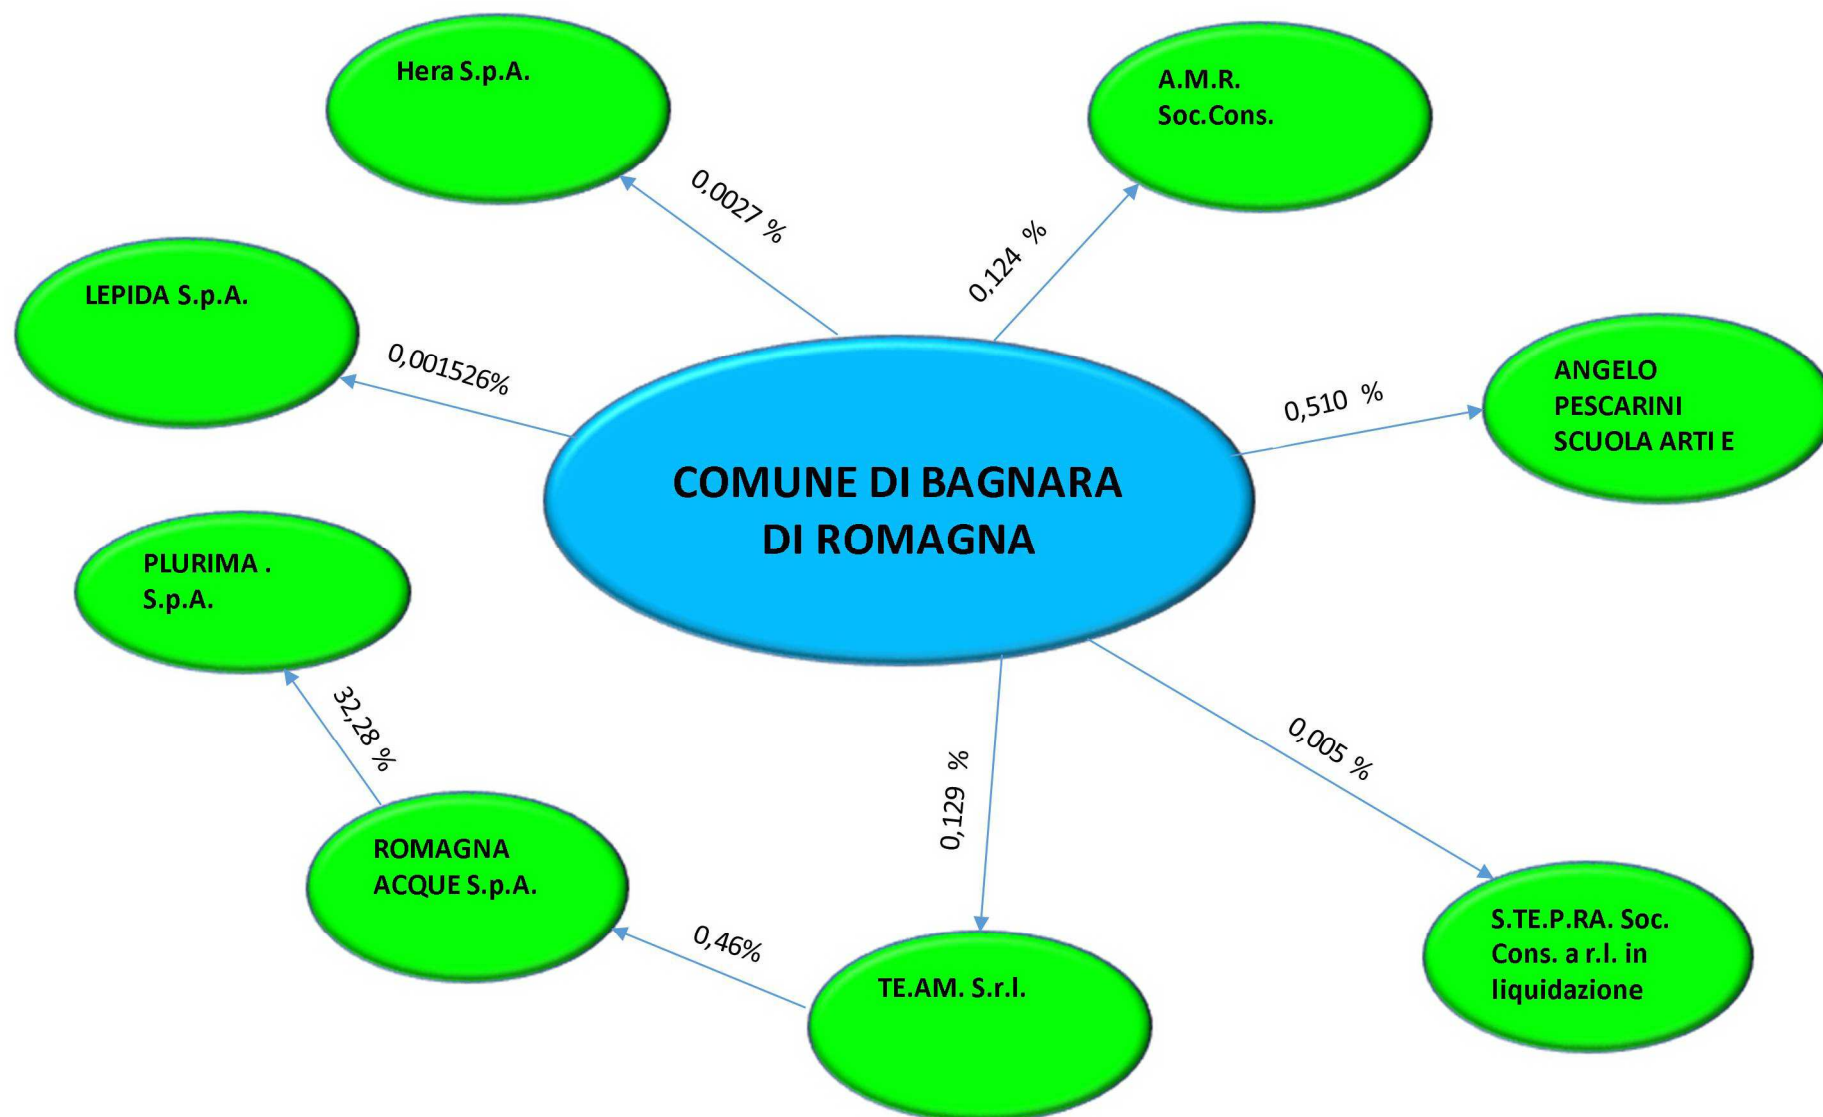 Hera S.p.A.
A.M.R.
Soc.Cons.
0,0027 %
0,124 %
LEPIDA S.p.A.
0,001526%
0,510 %
ANGELO
PESCARINI
SCUOLA ARTI E
COMUNE DI BAGNARA
DI ROMAGNA
PLURIMA .
S.p.A.
32,28 %
0,129 %
0,005 %
ROMAGNA
ACQUE S.p.A.
0,46%
TE.AM. S.r.l.
S.TE.P.RA. Soc.
Cons. a r.l. in
liquidazione